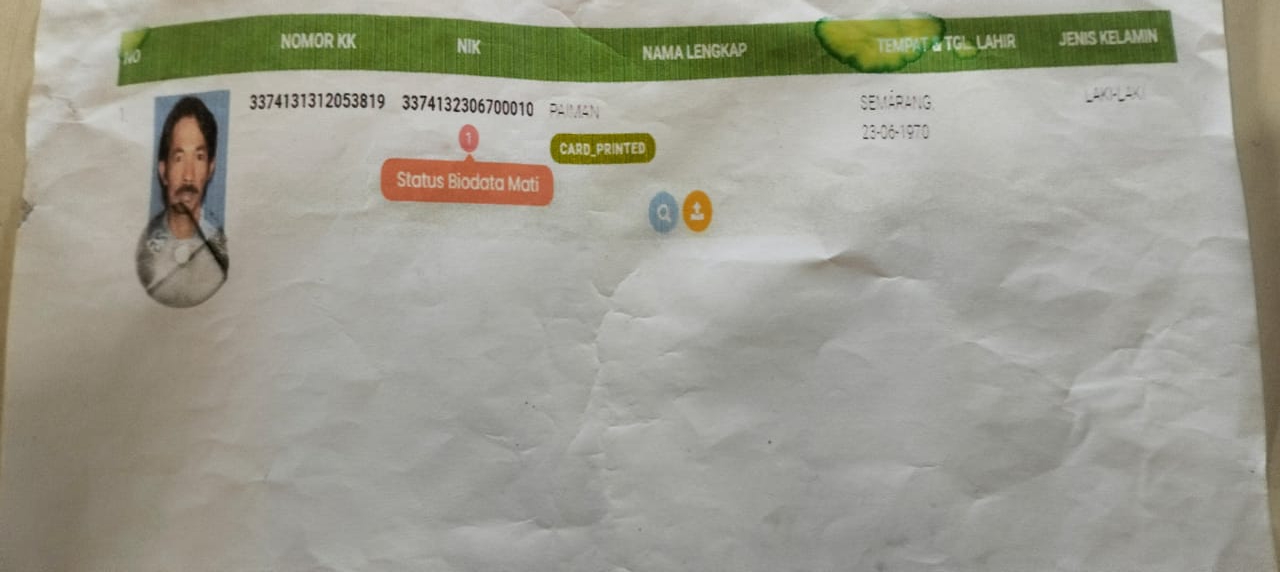 NO NOMOR KK NIK NAMA LENGKAP TEMPAT & TGL. LAHIR JENIS KELAMIN
1 3374131312053819 3374132306700010 PAIMAN SEMARANG, LAKI-LAKI
23-06-1970
1
CARD_PRINTED
Status Biodata Mati